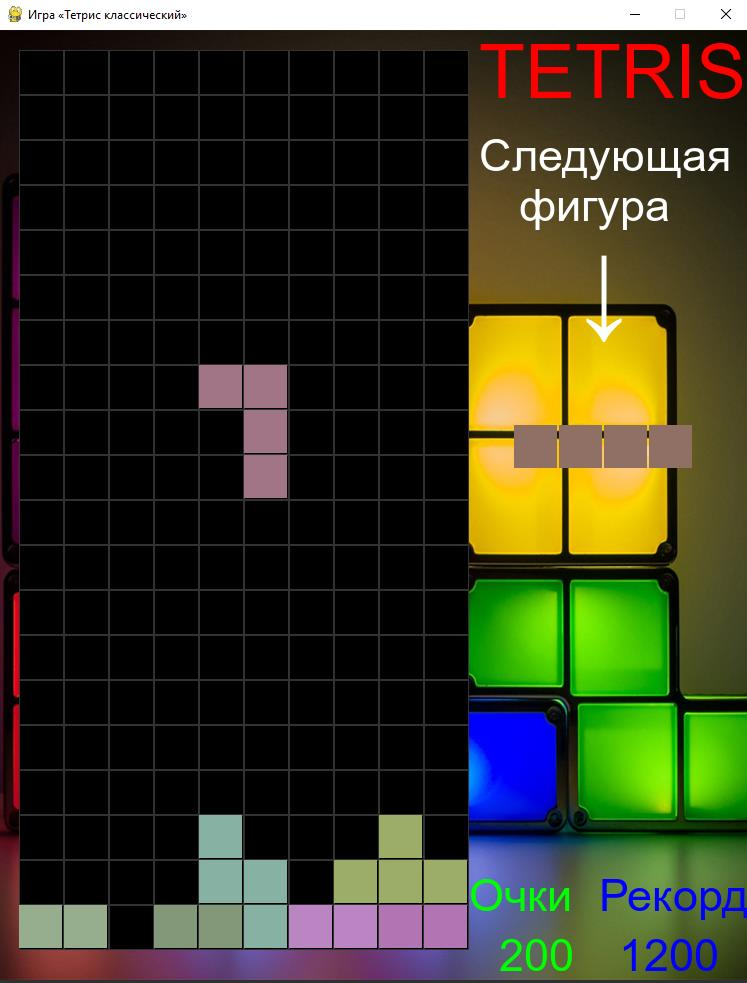 Игра «Тетрис классический»
TETRIS
Следующая
фигура
Очки Рекорд
200 1200